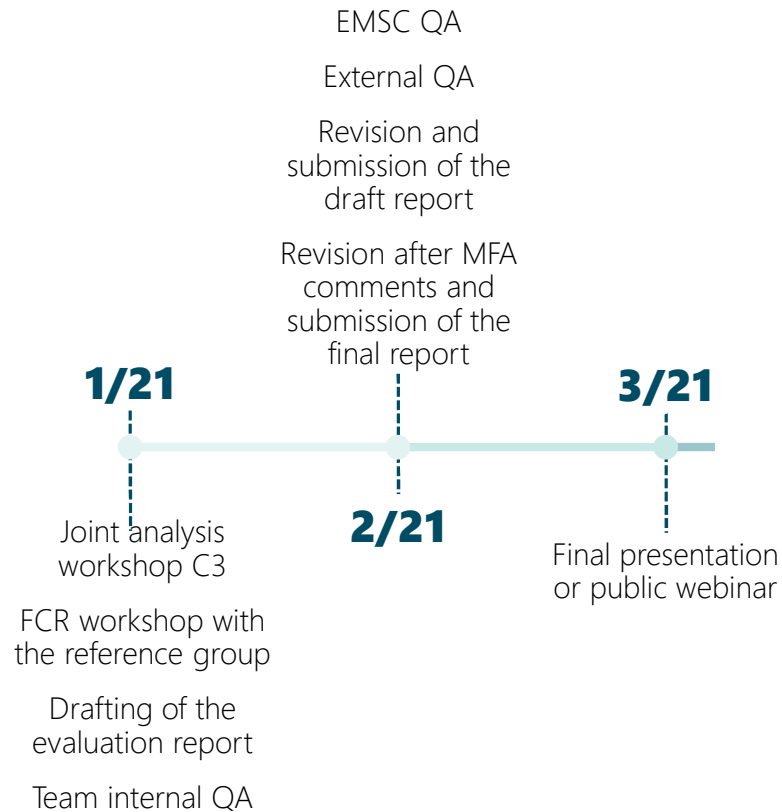 EMSC QA
External QA
Revision and
submission of the
draft report
Revision after MFA
comments and
submission of the
final report
1/21
3/21
2/21
Joint analysis
workshop C3
FCR workshop with
the reference group
Drafting of the
evaluation report
Team internal QA
Final presentation
or public webinar